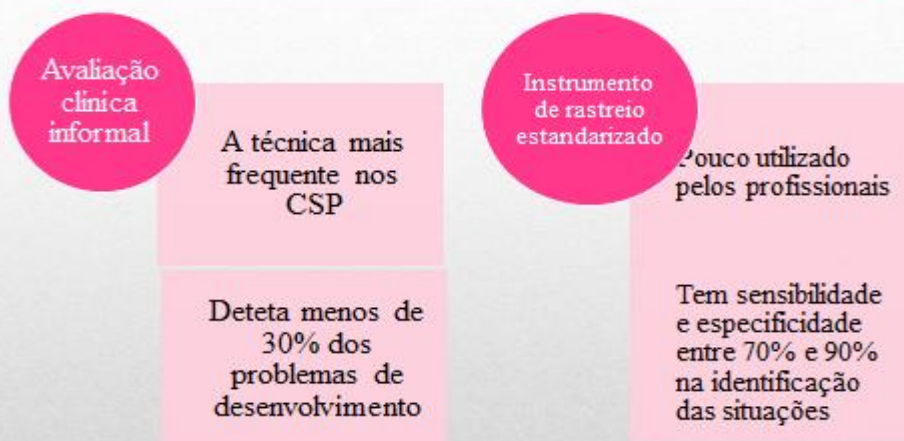 Avaliação
clínica
informal
A técnica mais
frequente nos
CSP
Deteta menos de
30% dos
problemas de
desenvolvimento
Instrumento
de rastreio
estandarizado
Pouco utilizado
pelos profissionais
Tem sensibilidade
e especificidade
entre 70% e 90%
na identificação
das situações